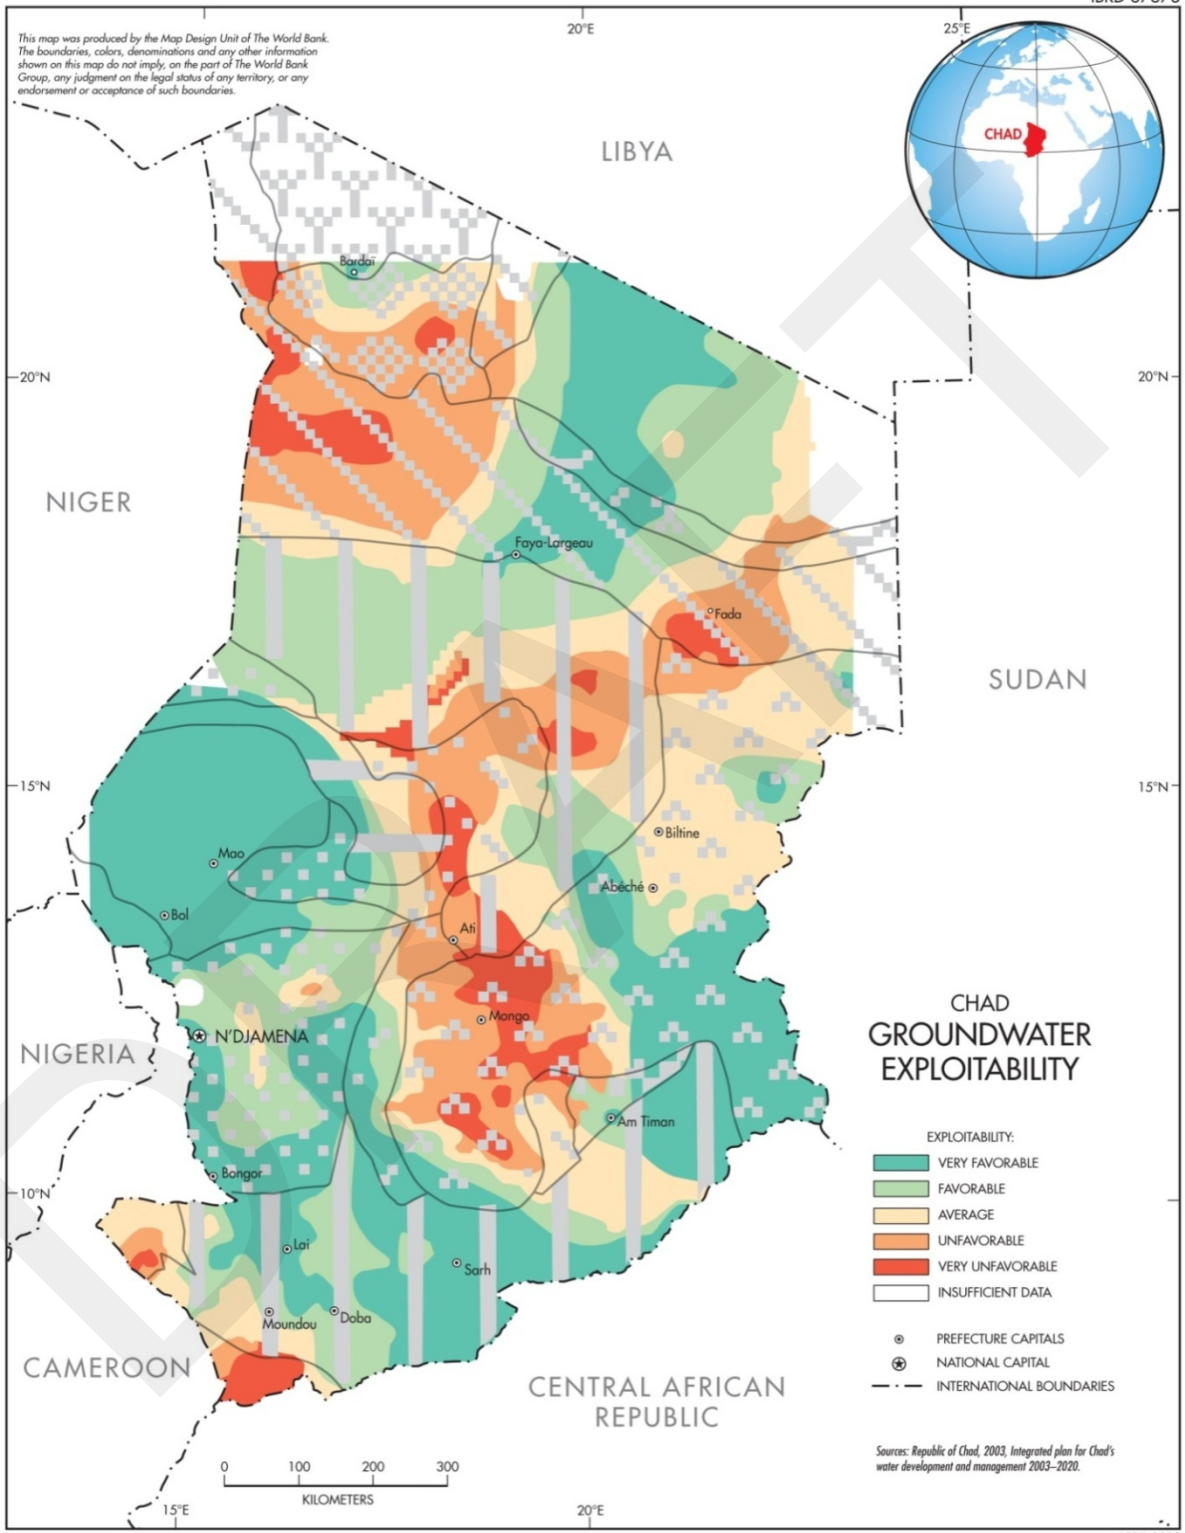 This map was produced by the Map Design Unit of The World Bank.
The boundaries, colors, denominations and any other information
shown on this map do not imply, on the part of The World Bank
Group, any judgment on the legal status of any territory, or any
endorsement or acceptance of such boundaries.
20°E
25°E
LIBYA
CHAD
Bardaï
20°N
20°N
NIGER
Faya-Largeau
Fada
SUDAN
15°N
15°N
Biltine
Mao
Abéché
Bol
Ati
Mongo
N'DJAMENA
NIGERIA
Am Timan
Bongor
10°N
Lai
Sarh
Doba
Moundou
CAMEROON
CENTRAL AFRICAN
REPUBLIC
CHAD
GROUNDWATER
EXPLOITABILITY
EXPLOITABILITY:
VERY FAVORABLE
FAVORABLE
AVERAGE
UNFAVORABLE
VERY UNFAVORABLE
INSUFFICIENT DATA
PREFECTURE CAPITALS
NATIONAL CAPITAL
INTERNATIONAL BOUNDARIES
Sources: Republic of Chad, 2003, Integrated plan for Chad's
water development and management 2003–2020.
0 100 200 300
KILOMETERS
15°E
20°E
DRAFT